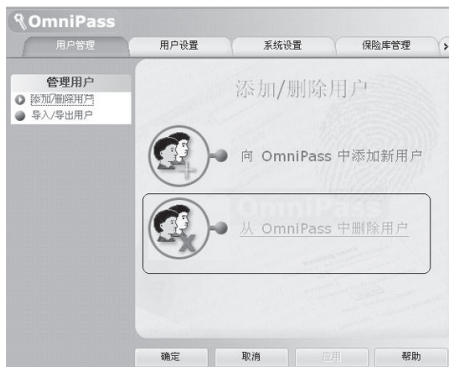 OmniPass
用户管理 用户设置 系统设置 保险库管理
管理用户
添加/删除用户
导入/导出用户
添加/删除用户
向 OmniPass 中添加新用户
从 OmniPass 中删除用户
确定 取消 应用 帮助